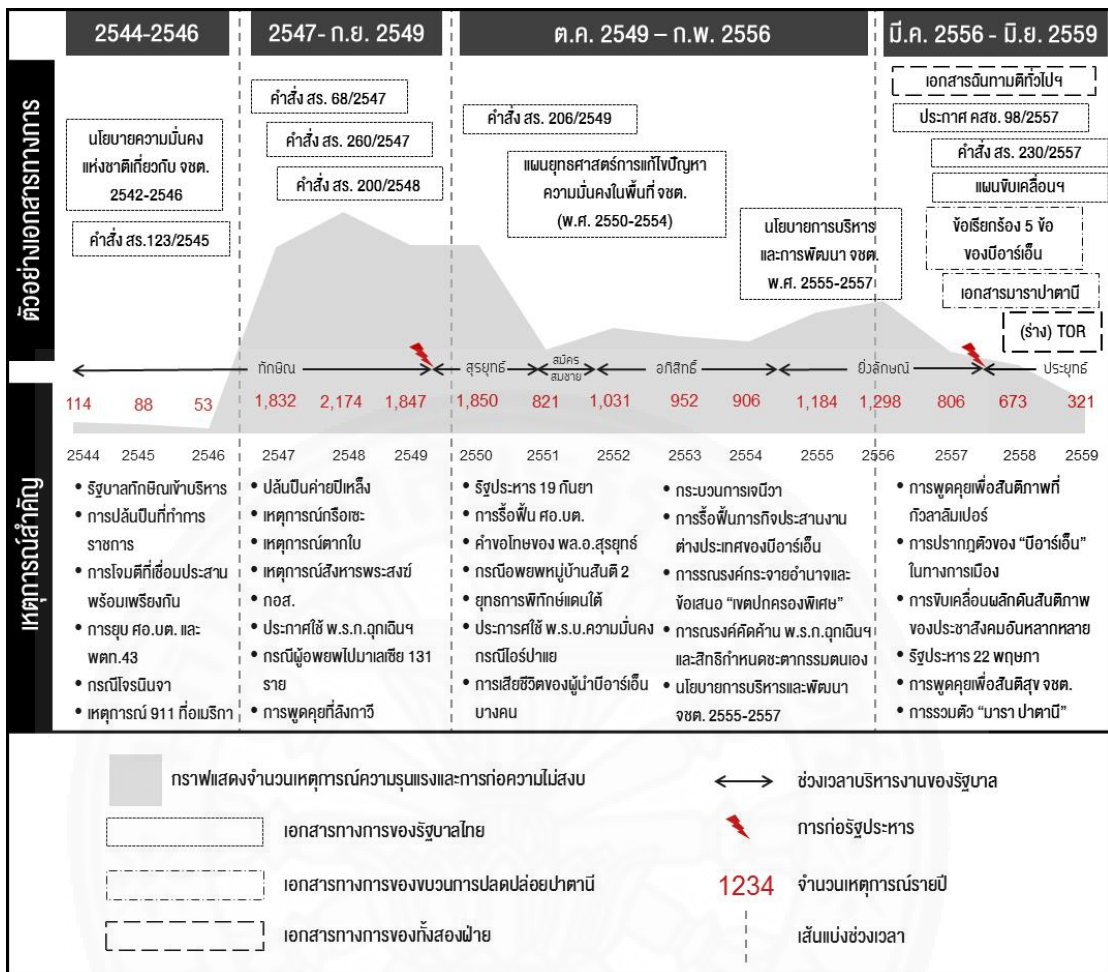 2544-2546
2547- ก.ย. 2549
ต.ค. 2549 – ก.พ. 2556
มี.ค. 2556 - มิ.ย. 2559
ตัวอย่างเอกสารทางการ
นโยบายความมั่นคง
แห่งชาติเกี่ยวกับ จชต.
2542-2546
คำสั่ง สร.123/2545
คำสั่ง สร. 68/2547
คำสั่ง สร. 260/2547
คำสั่ง สร. 200/2548
คำสั่ง สร. 206/2549
แผนยุทธศาสตร์การแก้ไขปัญหา
ความมั่นคงในพื้นที่ จชต.
(พ.ศ. 2550-2554)
นโยบายการบริหาร
และการพัฒนา จชต.
พ.ศ. 2555-2557
เอกสารฉันทามติทั่วไปฯ
ประกาศ คสช. 98/2557
คำสั่ง สร. 230/2557
แผนขับเคลื่อนฯ
ข้อเรียกร้อง 5 ข้อ
ของบีอาร์เอ็น
เอกสารมาราปาตานี
(ร่าง) TOR
ทักษิณ
สุรยุทธ์
สมัคร
สมชาย
อภิสิทธิ์
ยิ่งลักษณ์
ประยุทธ์
114 88 53 1,832 2,174 1,847 1,850 821 1,031 952 906 1,184 1,298 806 673 321
2544 2545 2546 2547 2548 2549 2550 2551 2552 2553 2554 2555 2556 2557 2558 2559
เหตุการณ์สำคัญ
• รัฐบาลทักษิณเข้าบริหาร
• การปล้นปืนที่ทำการ
ราชการ
• การโจมตีที่เชื่อมประสาน
พร้อมเพรียงกัน
• การยุบ ศอ.บต. และ
พตท.43
• กรณีโจรนินจา
• เหตุการณ์ 911 ที่อเมริกา
• ปล้นปืนค่ายปิเหล็ง
• เหตุการณ์กรือเซะ
• เหตุการณ์ตากใบ
• เหตุการณ์สังหารพระสงฆ์
• กอส.
• ประกาศใช้ พ.ร.ก.ฉุกเฉินฯ
• กรณีผู้อพยพไปมาเลเซีย 131
ราย
• การพูดคุยที่ลังกาวี
• รัฐประหาร 19 กันยา
• การรื้อฟื้น ศอ.บต.
• คำขอโทษของ พล.อ.สุรยุทธ์
• กรณีอพยพหมู่บ้านสันติ 2
• ยุทธการพิทักษ์แดนใต้
• ประกาศใช้ พ.ร.บ.ความมั่นคง
กรณีไอร์ปาแย
• การเสียชีวิตของผู้นำบีอาร์เอ็น
บางคน
• กระบวนการเจนีวา
• การรื้อฟื้นภารกิจประสานงาน
ต่างประเทศของบีอาร์เอ็น
• การรณรงค์กระจายอำนาจและ
ข้อเสนอ “เขตปกครองพิเศษ”
• การณรงค์คัดค้าน พ.ร.ก.ฉุกเฉินฯ
และสิทธิกำหนดชะตากรรมตนเอง
• นโยบายการบริหารและพัฒนา
จชต. 2555-2557
• การพูดคุยเพื่อสันติภาพที่
กัวลาลัมเปอร์
• การปรากฎตัวของ “บีอาร์เอ็น”
ในทางการเมือง
• การขับเคลื่อนผลักดันสันติภาพ
ของประชาสังคมอันหลากหลาย
• รัฐประหาร 22 พฤษภา
• การพูดคุยเพื่อสันติสุข จชต.
• การรวมตัว “มารา ปาตานี”
กราฟแสดงจำนวนเหตุการณ์ความรุนแรงและการก่อความไม่สงบ
เอกสารทางการของรัฐบาลไทย
เอกสารทางการของขบวนการปลดปล่อยปาตานี
เอกสารทางการของทั้งสองฝ่าย
ช่วงเวลาบริหารงานของรัฐบาล
การก่อรัฐประหาร
1234 จำนวนเหตุการณ์รายปี
เส้นแบ่งช่วงเวลา